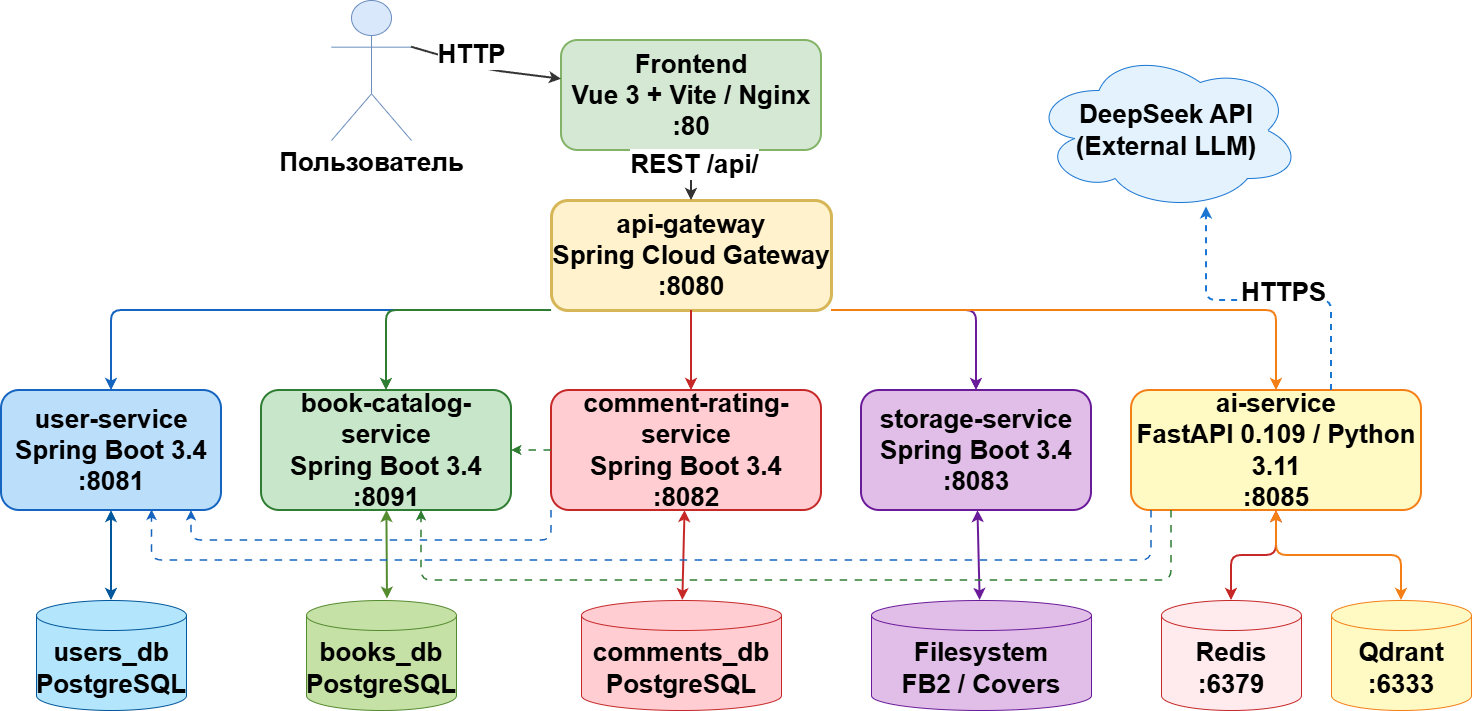 HTTP
Frontend
Vue 3 + Vite / Nginx
:80
Пользователь
DeepSeek API
(External LLM)
REST /api/
api-gateway
Spring Cloud Gateway
:8080
HTTPS
user-service
Spring Boot 3.4
:8081
book-catalog-
service
Spring Boot 3.4
:8091
comment-rating-
service
Spring Boot 3.4
:8082
storage-service
Spring Boot 3.4
:8083
ai-service
FastAPI 0.109 / Python
3.11
:8085
users_db
PostgreSQL
books_db
PostgreSQL
comments_db
PostgreSQL
Filesystem
FB2 / Covers
Redis
:6379
Qdrant
:6333